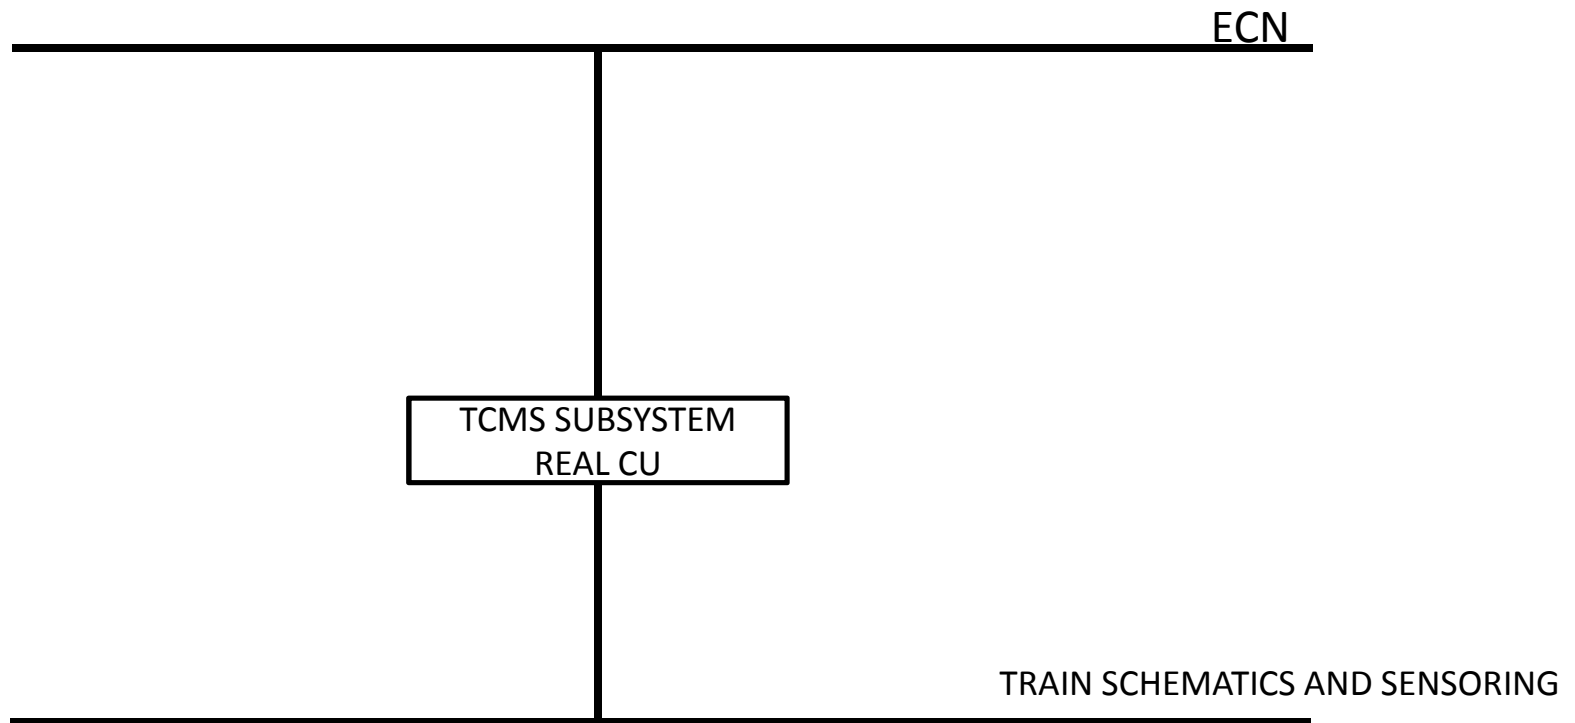 ECN
TCMS SUBSYSTEM
REAL CU
TRAIN SCHEMATICS AND SENSORING